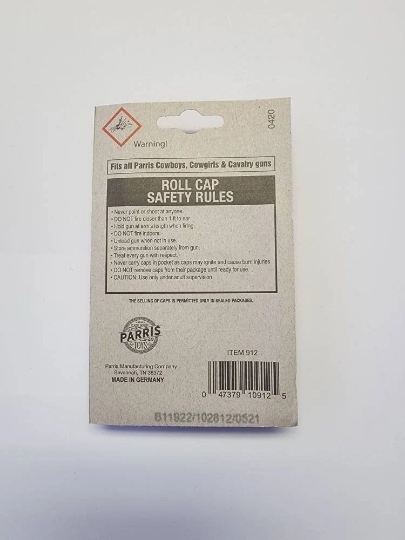 0420
Warning!
Fits all Parris Cowboys, Cowgirls & Cavalry guns
ROLL CAP
SAFETY RULES
• Never point or shoot at anyone.
• DO NOT fire closer than 1 ft to ear.
• Hold gun at arms length when firing.
• DO NOT fire indoors.
• Unload gun when not in use.
• Store ammunition separately from gun.
• Treat every gun with respect.
• Never carry caps in pocket as caps may ignite and cause burn injuries.
• DO NOT remove caps from their package until ready for use.
• CAUTION: Use only under adult supervision.
THE SELLING OF CAPS IS PERMITTED ONLY IN SEALED PACKAGES.
PARRIS
TOYS
Parris Manufacturing Company
Savannah, TN 38372
MADE IN GERMANY
ITEM 912
0 47379 10912 5
B11922/102812/0521